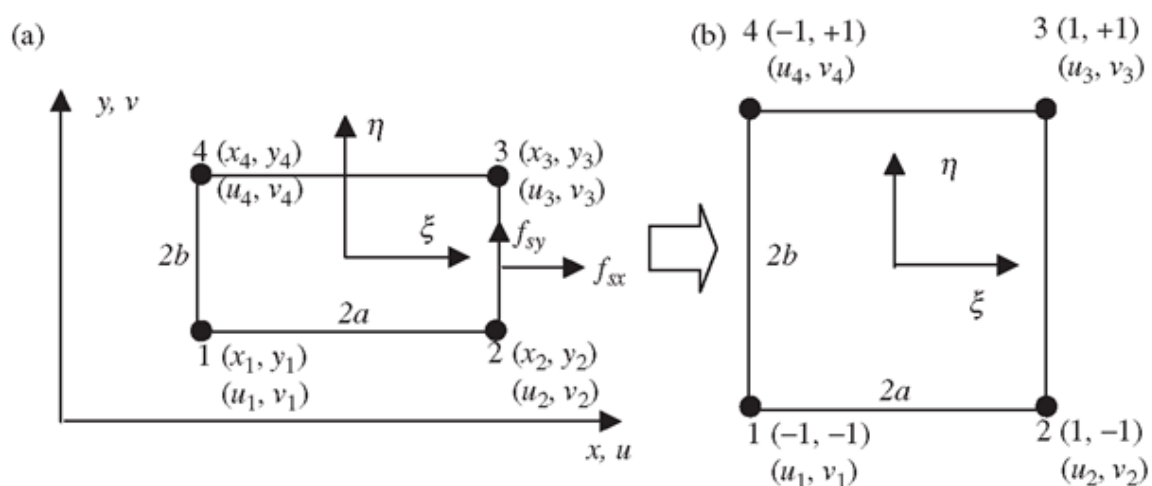 (a)
y, v
η
4 (x₄, y₄)
(u₄, v₄)
3 (x₃, y₃)
(u₃, v₃)
ξ
f_sy
2b
f_sx
2a
1 (x₁, y₁)
(u₁, v₁)
2 (x₂, y₂)
(u₂, v₂)
x, u
(b)
4 (−1, +1)
(u₄, v₄)
3 (1, +1)
(u₃, v₃)
η
2b
ξ
2a
1 (−1, −1)
(u₁, v₁)
2 (1, −1)
(u₂, v₂)